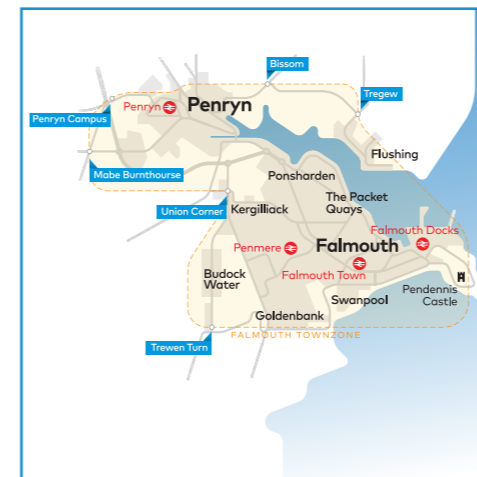 Bissom
Penryn
Penryn
Tregew
Penryn Campus
Flushing
Mabe Burnthourse
Ponsharden
The Packet
Quays
Union Corner
Kergilliack
Falmouth Docks
Penmere
Falmouth
Falmouth Town
Budock
Water
Pendennis
Castle
Swanpool
Goldenbank
FALMOUTH TOWNZONE
Trewen Turn